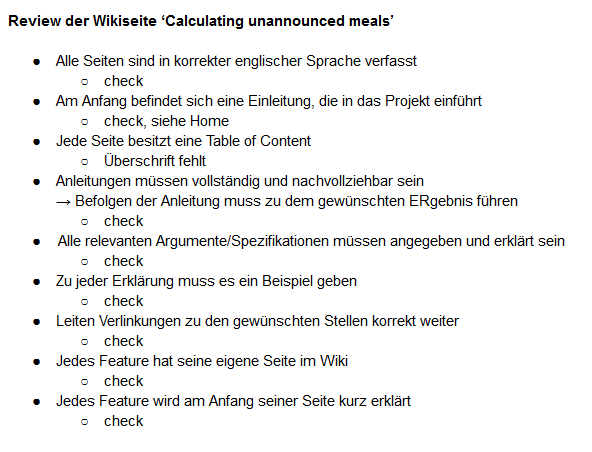 Review der Wikiseite ‘Calculating unannounced meals’
● Alle Seiten sind in korrekter englischer Sprache verfasst
○ check
● Am Anfang befindet sich eine Einleitung, die in das Projekt einführt
○ check, siehe Home
● Jede Seite besitzt eine Table of Content
○ Überschrift fehlt
● Anleitungen müssen vollständig und nachvollziehbar sein
→ Befolgen der Anleitung muss zu dem gewünschten ERgebnis führen
○ check
● Alle relevanten Argumente/Spezifikationen müssen angegeben und erklärt sein
○ check
● Zu jeder Erklärung muss es ein Beispiel geben
○ check
● Leiten Verlinkungen zu den gewünschten Stellen korrekt weiter
○ check
● Jedes Feature hat seine eigene Seite im Wiki
○ check
● Jedes Feature wird am Anfang seiner Seite kurz erklärt
○ check